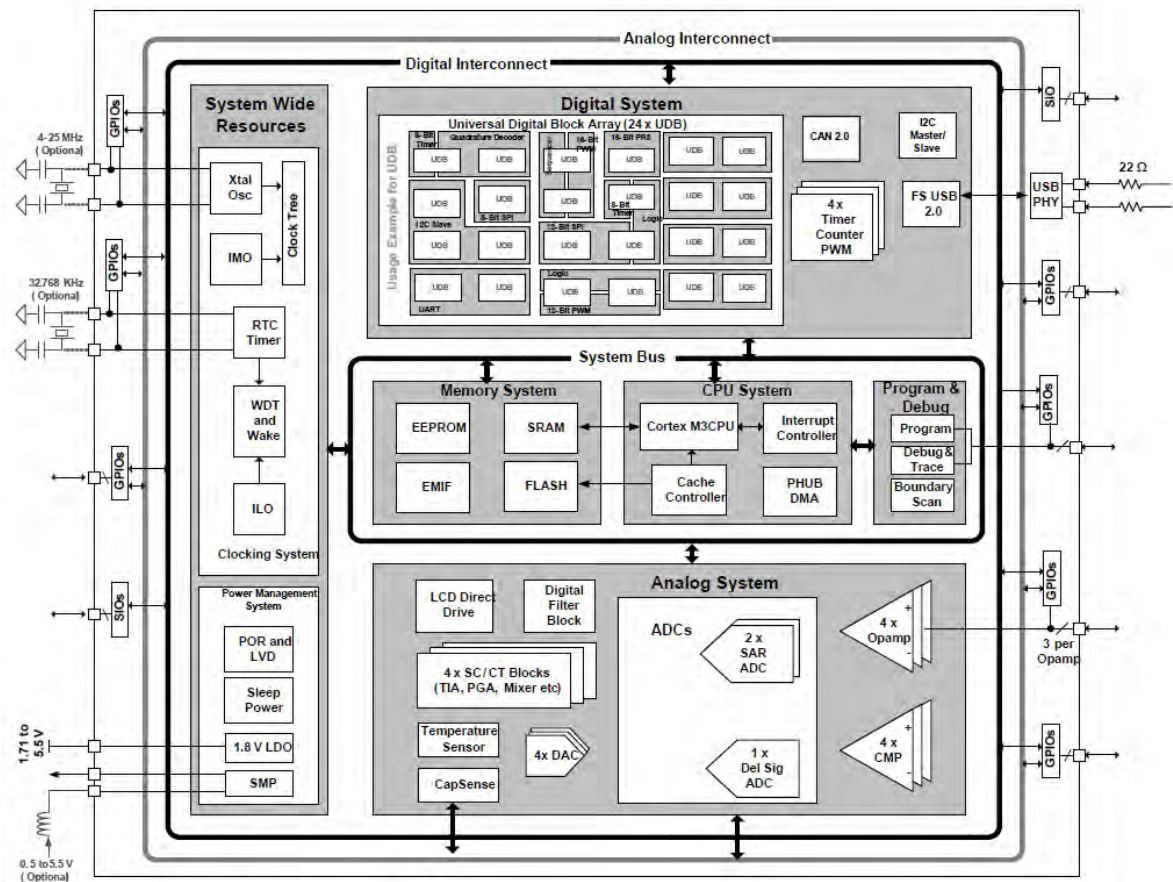 Analog Interconnect
Digital Interconnect
4-25 MHz
( Optional)
GPIOs
System Wide
Resources
Xtal
Osc
IMO
Clock Tree
32.768 KHz
( Optional)
GPIOs
RTC
Timer
WDT
and
Wake
ILO
Clocking System
GPIOs
SIOs
Power Management
System
POR and
LVD
Sleep
Power
1.8 V LDO
SMP
1.71 to
5.5 V
0.5 to 5.5 V
( Optional)
Digital System
Universal Digital Block Array (24 x UDB)
Usage Example for UDB
8-Bit
Timer
Quadrature Decoder
Sequencer
16-Bit
PWM
16-Bit PRS
UDB UDB UDB UDB UDB UDB
UDB UDB UDB UDB UDB UDB
I2C Slave
8-Bit SPI
8-Bit
Timer
Logic
12-Bit SPI
UDB UDB UDB UDB UDB UDB
Logic
UDB UDB UDB UDB UDB UDB
UART
12-Bit PWM
CAN 2.0
I2C
Master/
Slave
4 x
Timer
Counter
PWM
FS USB
2.0
SIO
USB
PHY
22 Ω
GPIOs
System Bus
Memory System
EEPROM
SRAM
EMIF
FLASH
CPU System
Cortex M3CPU
Interrupt
Controller
Cache
Controller
PHUB
DMA
Program &
Debug
Program
Debug &
Trace
Boundary
Scan
GPIOs
Analog System
LCD Direct
Drive
Digital
Filter
Block
4 x SC/CT Blocks
(TIA, PGA, Mixer etc)
Temperature
Sensor
CapSense
4x DAC
ADCs
2 x
SAR
ADC
1 x
Del Sig
ADC
+
4 x
Opamp
-
+
4 x
CMP
-
GPIOs
3 per
Opamp
GPIOs